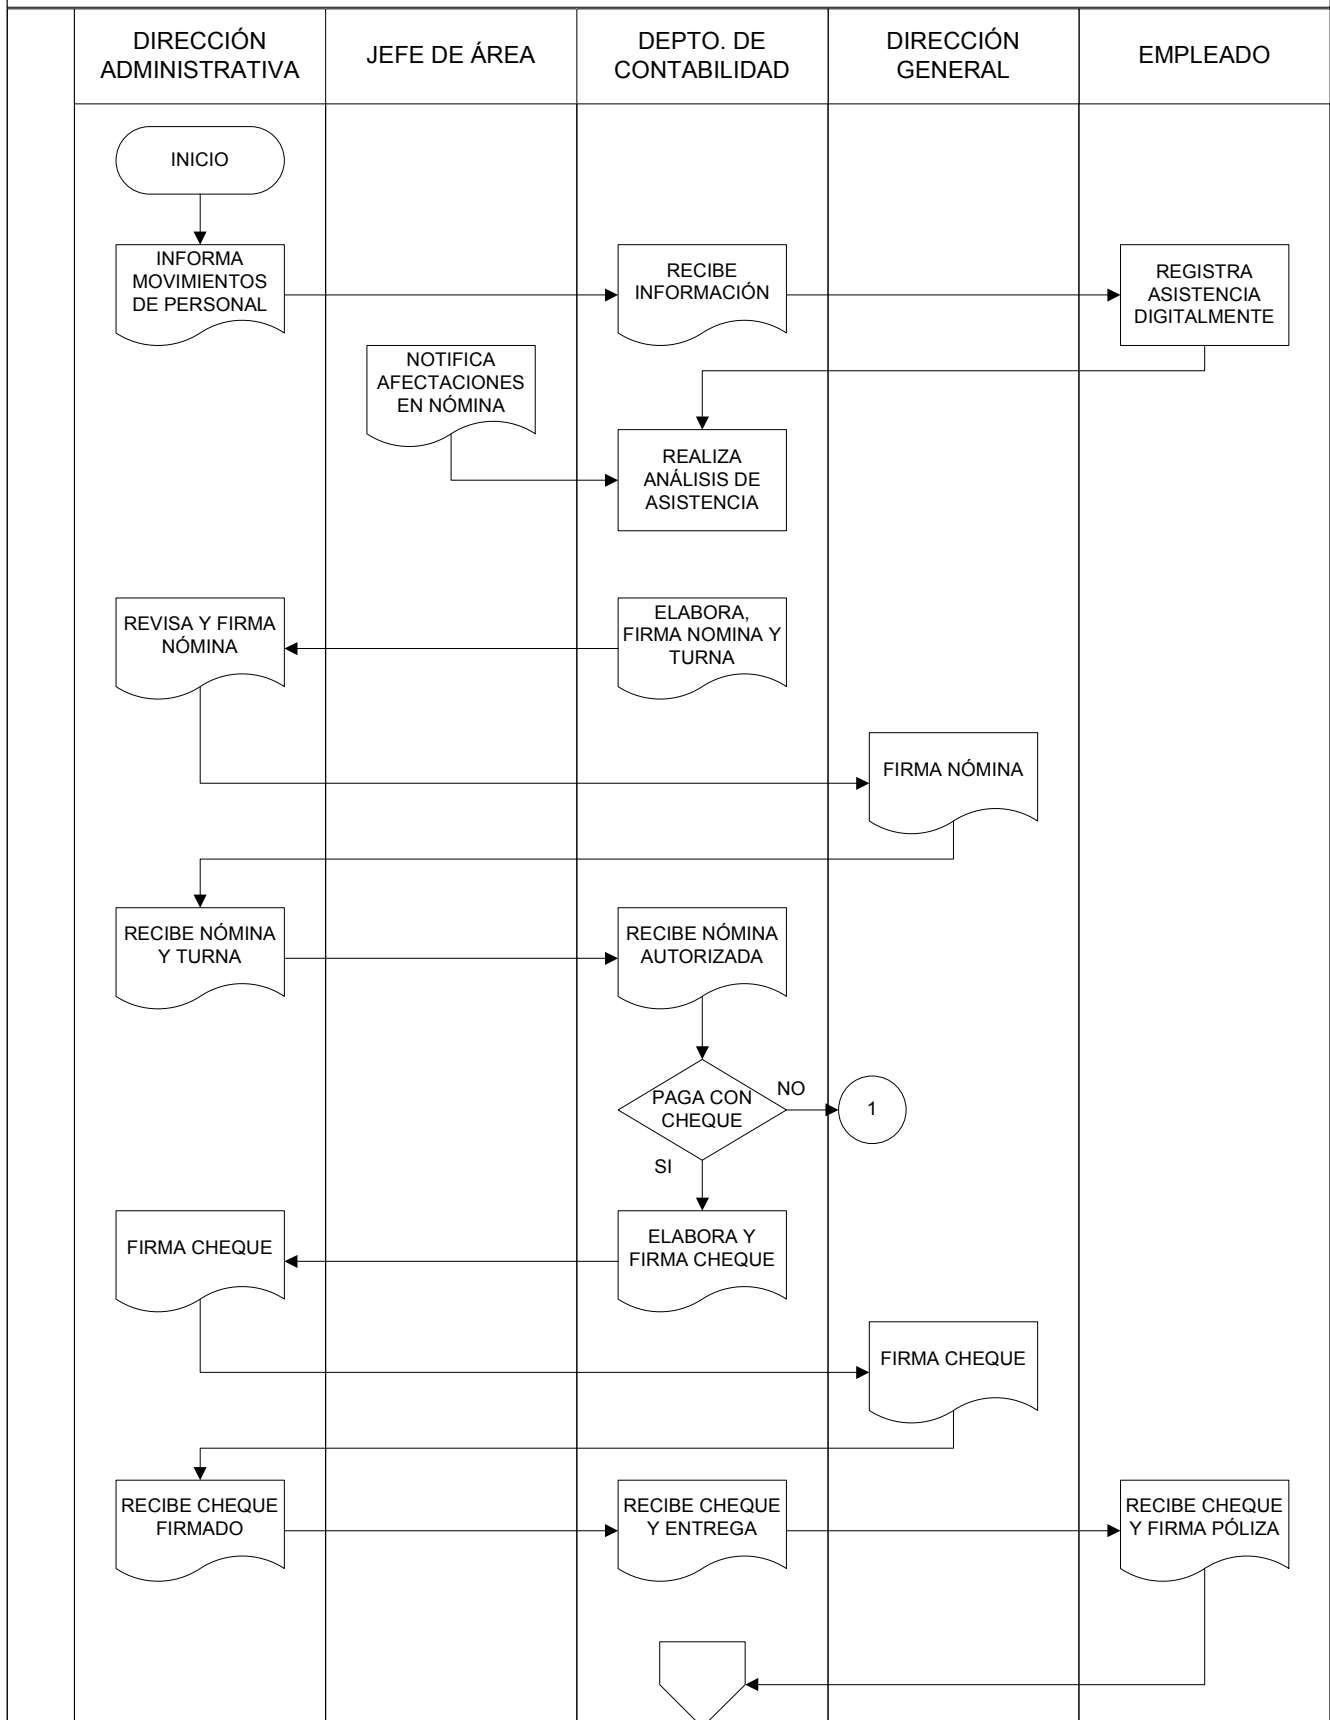 DIRECCIÓN
ADMINISTRATIVA
JEFE DE ÁREA
DEPTO. DE
CONTABILIDAD
DIRECCIÓN
GENERAL
EMPLEADO
INICIO
INFORMA
MOVIMIENTOS
DE PERSONAL
RECIBE
INFORMACIÓN
REGISTRA
ASISTENCIA
DIGITALMENTE
NOTIFICA
AFECTACIONES
EN NÓMINA
REALIZA
ANÁLISIS DE
ASISTENCIA
REVISA Y FIRMA
NÓMINA
ELABORA,
FIRMA NOMINA Y
TURNA
FIRMA NÓMINA
RECIBE NÓMINA
Y TURNA
RECIBE NÓMINA
AUTORIZADA
PAGA CON
CHEQUE
NO
1
SI
FIRMA CHEQUE
ELABORA Y
FIRMA CHEQUE
FIRMA CHEQUE
RECIBE CHEQUE
FIRMADO
RECIBE CHEQUE
Y ENTREGA
RECIBE CHEQUE
Y FIRMA PÓLIZA